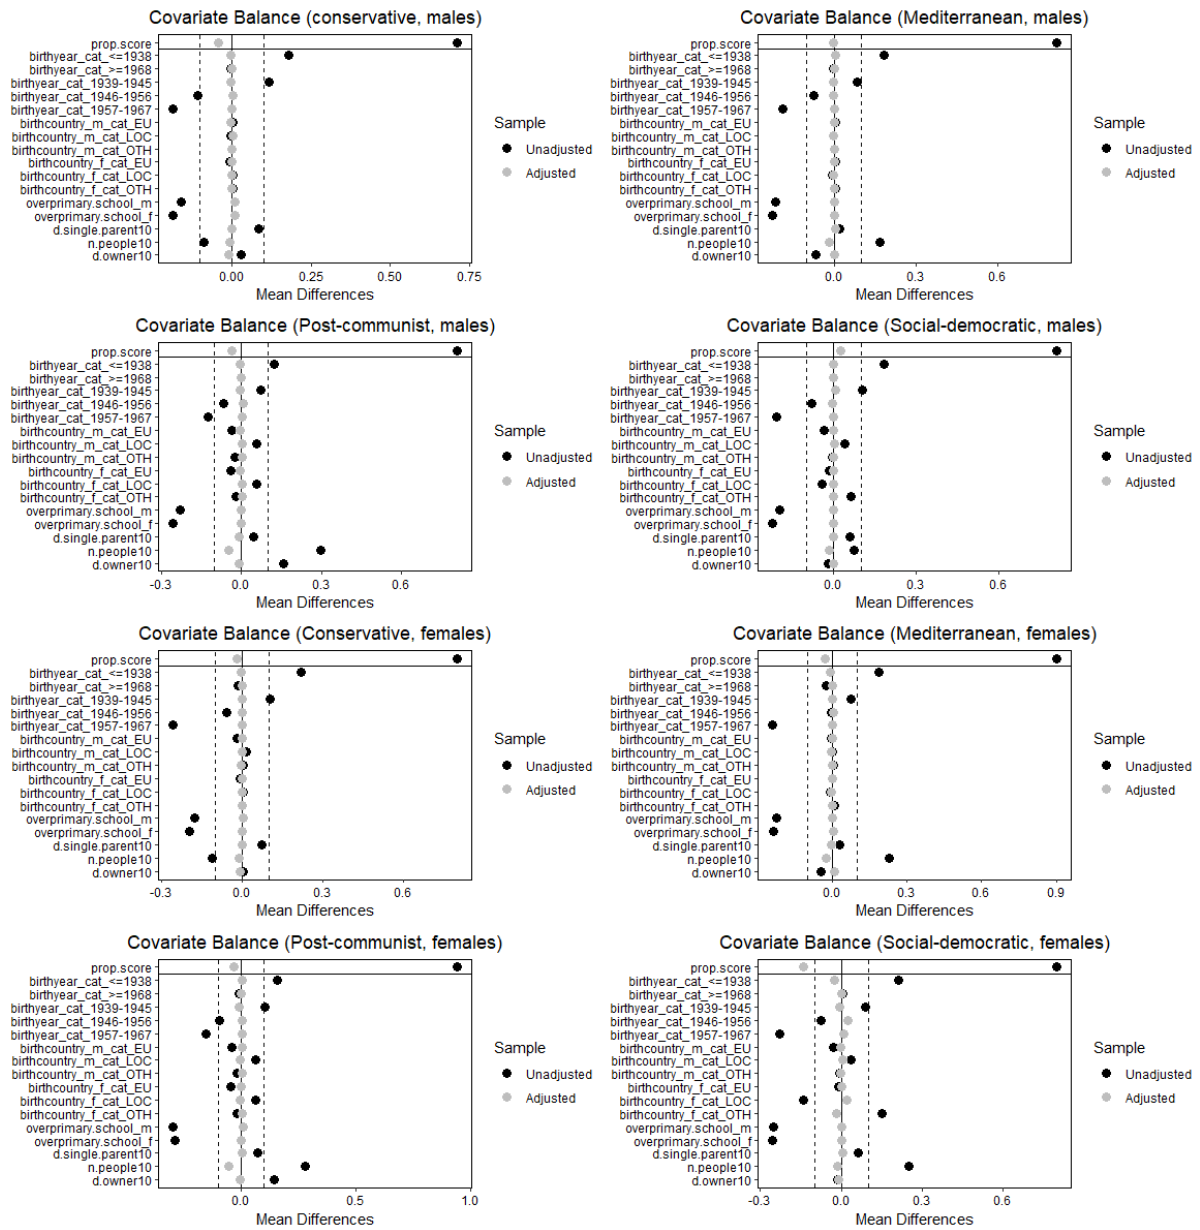 Covariate Balance (conservative, males)
prop.score
birthyear_cat_<=1938
birthyear_cat_>=1968
birthyear_cat_1939-1945
birthyear_cat_1946-1956
birthyear_cat_1957-1967
birthcountry_m_cat_EU
birthcountry_m_cat_LOC
birthcountry_m_cat_OTH
birthcountry_f_cat_EU
birthcountry_f_cat_LOC
birthcountry_f_cat_OTH
overprimary.school_m
overprimary.school_f
d.single.parent10
n.people10
d.owner10
0.00 0.25 0.50 0.75
Mean Differences
Sample
Unadjusted
Adjusted
Covariate Balance (Mediterranean, males)
prop.score
birthyear_cat_<=1938
birthyear_cat_>=1968
birthyear_cat_1939-1945
birthyear_cat_1946-1956
birthyear_cat_1957-1967
birthcountry_m_cat_EU
birthcountry_m_cat_LOC
birthcountry_m_cat_OTH
birthcountry_f_cat_EU
birthcountry_f_cat_LOC
birthcountry_f_cat_OTH
overprimary.school_m
overprimary.school_f
d.single.parent10
n.people10
d.owner10
0.0 0.3 0.6
Mean Differences
Sample
Unadjusted
Adjusted
Covariate Balance (Post-communist, males)
prop.score
birthyear_cat_<=1938
birthyear_cat_>=1968
birthyear_cat_1939-1945
birthyear_cat_1946-1956
birthyear_cat_1957-1967
birthcountry_m_cat_EU
birthcountry_m_cat_LOC
birthcountry_m_cat_OTH
birthcountry_f_cat_EU
birthcountry_f_cat_LOC
birthcountry_f_cat_OTH
overprimary.school_m
overprimary.school_f
d.single.parent10
n.people10
d.owner10
-0.3 0.0 0.3 0.6
Mean Differences
Sample
Unadjusted
Adjusted
Covariate Balance (Social-democratic, males)
prop.score
birthyear_cat_<=1938
birthyear_cat_>=1968
birthyear_cat_1939-1945
birthyear_cat_1946-1956
birthyear_cat_1957-1967
birthcountry_m_cat_EU
birthcountry_m_cat_LOC
birthcountry_m_cat_OTH
birthcountry_f_cat_EU
birthcountry_f_cat_LOC
birthcountry_f_cat_OTH
overprimary.school_m
overprimary.school_f
d.single.parent10
n.people10
d.owner10
0.0 0.3 0.6
Mean Differences
Sample
Unadjusted
Adjusted
Covariate Balance (Conservative, females)
prop.score
birthyear_cat_<=1938
birthyear_cat_>=1968
birthyear_cat_1939-1945
birthyear_cat_1946-1956
birthyear_cat_1957-1967
birthcountry_m_cat_EU
birthcountry_m_cat_LOC
birthcountry_m_cat_OTH
birthcountry_f_cat_EU
birthcountry_f_cat_LOC
birthcountry_f_cat_OTH
overprimary.school_m
overprimary.school_f
d.single.parent10
n.people10
d.owner10
-0.3 0.0 0.3 0.6
Mean Differences
Sample
Unadjusted
Adjusted
Covariate Balance (Mediterranean, females)
prop.score
birthyear_cat_<=1938
birthyear_cat_>=1968
birthyear_cat_1939-1945
birthyear_cat_1946-1956
birthyear_cat_1957-1967
birthcountry_m_cat_EU
birthcountry_m_cat_LOC
birthcountry_m_cat_OTH
birthcountry_f_cat_EU
birthcountry_f_cat_LOC
birthcountry_f_cat_OTH
overprimary.school_m
overprimary.school_f
d.single.parent10
n.people10
d.owner10
0.0 0.3 0.6 0.9
Mean Differences
Sample
Unadjusted
Adjusted
Covariate Balance (Post-communist, females)
prop.score
birthyear_cat_<=1938
birthyear_cat_>=1968
birthyear_cat_1939-1945
birthyear_cat_1946-1956
birthyear_cat_1957-1967
birthcountry_m_cat_EU
birthcountry_m_cat_LOC
birthcountry_m_cat_OTH
birthcountry_f_cat_EU
birthcountry_f_cat_LOC
birthcountry_f_cat_OTH
overprimary.school_m
overprimary.school_f
d.single.parent10
n.people10
d.owner10
0.0 0.5 1.0
Mean Differences
Sample
Unadjusted
Adjusted
Covariate Balance (Social-democratic, females)
prop.score
birthyear_cat_<=1938
birthyear_cat_>=1968
birthyear_cat_1939-1945
birthyear_cat_1946-1956
birthyear_cat_1957-1967
birthcountry_m_cat_EU
birthcountry_m_cat_LOC
birthcountry_m_cat_OTH
birthcountry_f_cat_EU
birthcountry_f_cat_LOC
birthcountry_f_cat_OTH
overprimary.school_m
overprimary.school_f
d.single.parent10
n.people10
d.owner10
-0.3 0.0 0.3 0.6
Mean Differences
Sample
Unadjusted
Adjusted